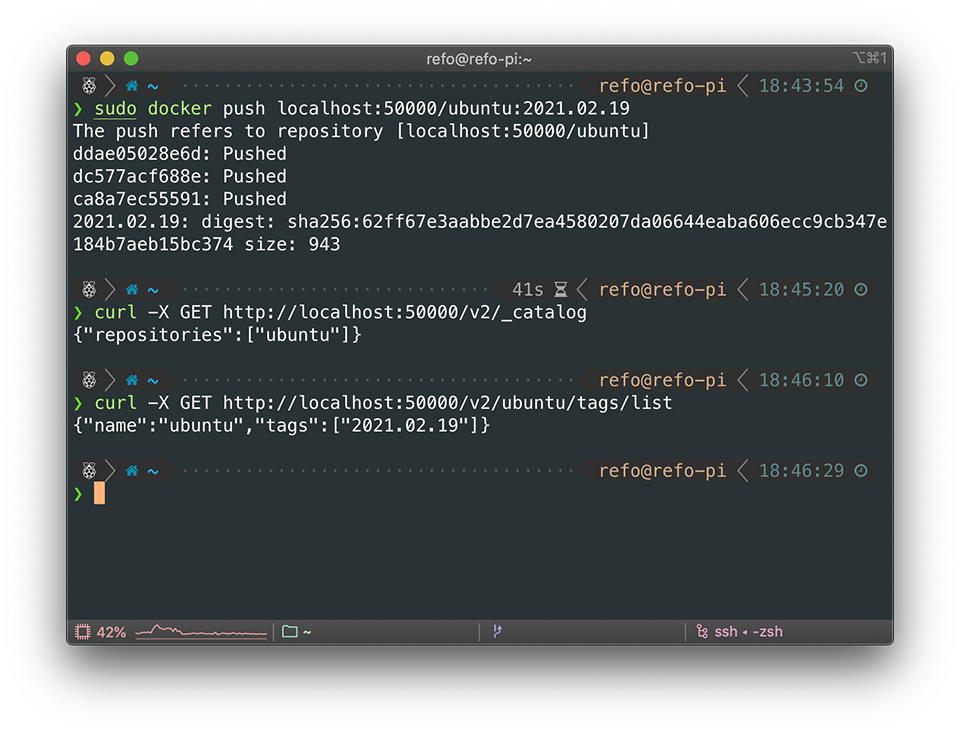 refo@refo-pi:~
⌥⌘1
~ refo@refo-pi 18:43:54
❯ sudo docker push localhost:50000/ubuntu:2021.02.19
The push refers to repository [localhost:50000/ubuntu]
ddae05028e6d: Pushed
dc577acf688e: Pushed
ca8a7ec55591: Pushed
2021.02.19: digest: sha256:62ff67e3aabbe2d7ea4580207da06644eaba606ecc9cb347e
184b7aeb15bc374 size: 943
~ 41s refo@refo-pi 18:45:20
❯ curl -X GET http://localhost:50000/v2/_catalog
{"repositories":["ubuntu"]}
~ refo@refo-pi 18:46:10
❯ curl -X GET http://localhost:50000/v2/ubuntu/tags/list
{"name":"ubuntu","tags":["2021.02.19"]}
~ refo@refo-pi 18:46:29
❯
42% ~ ssh ◂ -zsh